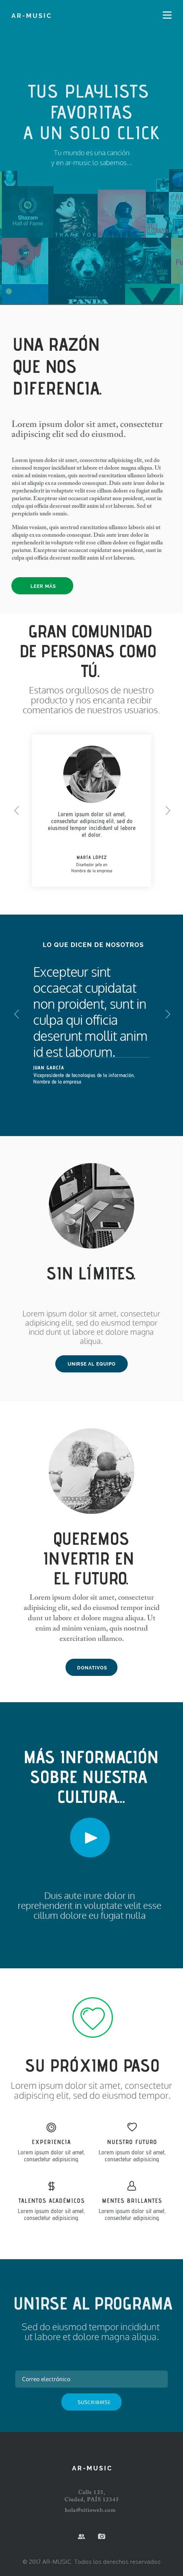 AR-MUSIC
TUS PLAYLISTS
FAVORITAS
A UN SOLO CLICK
Tu mundo es una canción
y en ar-music lo sabemos...
Shazam
Hall of Fame
THANK YOU
PANDA
UNA RAZÓN
QUE NOS
DIFERENCIA.
Lorem ipsum dolor sit amet, consectetur
adipiscing elit sed do eiusmod.
Lorem ipsum dolor sit amet, consectetur adipisicing elit, sed do
eiusmod tempor incididunt ut labore et dolore magna aliqua. Ut
enim ad minim veniam, quis nostrud exercitation ullamco laboris
nisi ut aliquip ex ea commodo consequat. Duis aute irure dolor in
reprehenderit in voluptate velit esse cillum dolore eu fugiat nulla
pariatur. Excepteur sint occaecat cupidatat non proident, sunt in
culpa qui officia deserunt mollit anim id est laborum. Sed ut
perspiciatis unde omnis.
Minim veniam, quis nostrud exercitation ullamco laboris nisi ut
aliquip ex ea commodo consequat. Duis aute irure dolor in
reprehenderit in voluptate velit esse cillum dolore eu fugiat nulla
pariatur. Excepteur sint occaecat cupidatat non proident, sunt in
culpa qui officia deserunt mollit anim id est laborum.
LEER MÁS
GRAN COMUNIDAD
DE PERSONAS COMO
TÚ.
Estamos orgullosos de nuestro
producto y nos encanta recibir
comentarios de nuestros usuarios.
Lorem ipsum dolor sit amet,
consectetur adipiscing elit, sed do
eiusmod tempor incididunt ut labore
et dolor.
MARÍA LÓPEZ
Diseñador jefe en
Nombre de la empresa
LO QUE DICEN DE NOSOTROS
Excepteur sint
occaecat cupidatat
non proident, sunt in
culpa qui officia
deserunt mollit anim
id est laborum.
JUAN GARCÍA
Vicepresidente de tecnologías de la información,
Nombre de la empresa
SIN LÍMITES.
Lorem ipsum dolor sit amet, consectetur
adipisicing elit, sed do eiusmod tempor
incid dunt ut labore et dolore magna
aliqua.
UNIRSE AL EQUIPO
QUEREMOS
INVERTIR EN
EL FUTURO.
Lorem ipsum dolor sit amet, consectetur
adipisicing elit, sed do eiusmod tempor incid
dunt ut labore et dolore magna aliqua. Ut
enim ad minim veniam, quis nostrud
exercitation ullamco.
DONATIVOS
MÁS INFORMACIÓN
SOBRE NUESTRA
CULTURA...
Duis aute irure dolor in
reprehenderit in voluptate velit esse
cillum dolore eu fugiat nulla
SU PRÓXIMO PASO
Lorem ipsum dolor sit amet, consectetur
adipiscing elit, sed do eiusmod tempor.
EXPERIENCIA
Lorem ipsum dolor sit amet,
consectetur adipisicing.
NUESTRO FUTURO
Lorem ipsum dolor sit amet,
consectetur adipisicing.
TALENTOS ACADÉMICOS
Lorem ipsum dolor sit amet,
consectetur adipisicing.
MENTES BRILLANTES
Lorem ipsum dolor sit amet,
consectetur adipisicing.
UNIRSE AL PROGRAMA
Sed do eiusmod tempor incididunt
ut labore et dolore magna aliqua.
Correo electrónico
SUSCRIBIRSE
AR-MUSIC
Calle 123,
Ciudad, PAÍS 12345
hola@sitioweb.com
© 2017 AR-MUSIC. Todos los derechos reservados